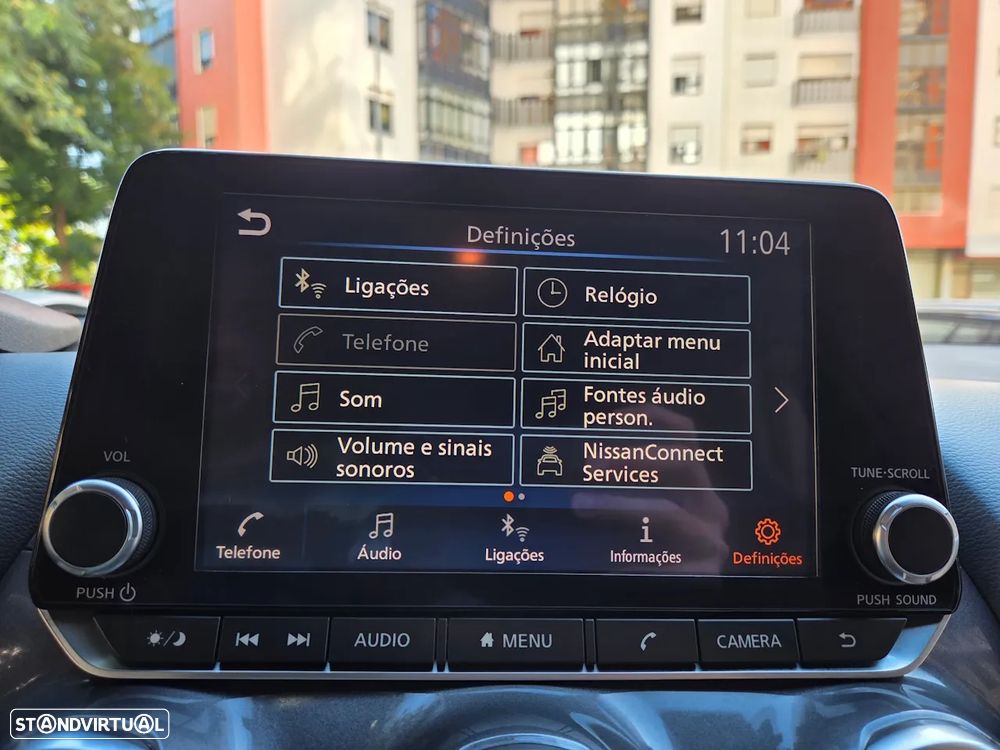 Definições
11:04
Ligações
Relógio
Telefone
Adaptar menu
inicial
Som
Fontes áudio
person.
Volume e sinais
sonoros
NissanConnect
Services
Telefone
Áudio
Ligações
Informações
Definições
VOL
PUSH
TUNE·SCROLL
PUSH SOUND
AUDIO
MENU
CAMERA
STANDVIRTUAL